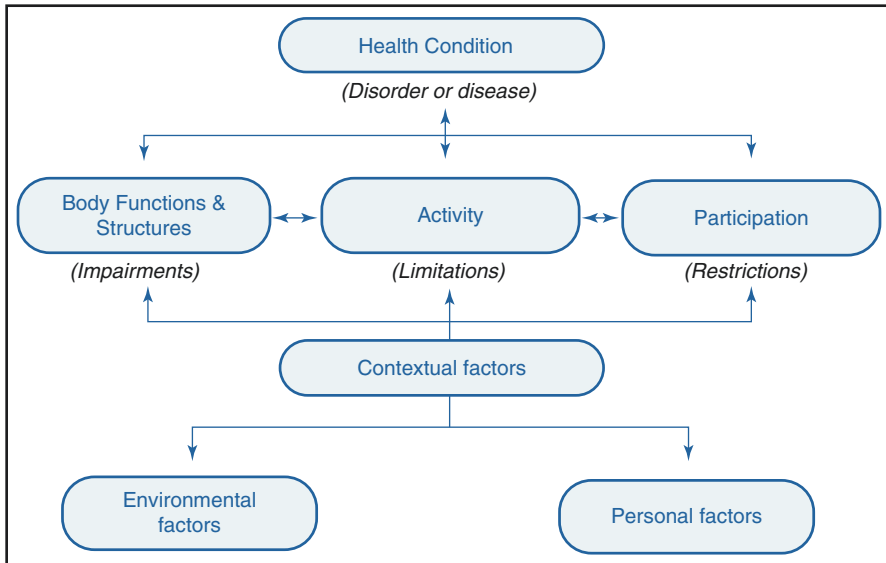 Health Condition
(Disorder or disease)
Body Functions &
Structures
Activity
Participation
(Impairments)
(Limitations)
(Restrictions)
Contextual factors
Environmental
factors
Personal factors